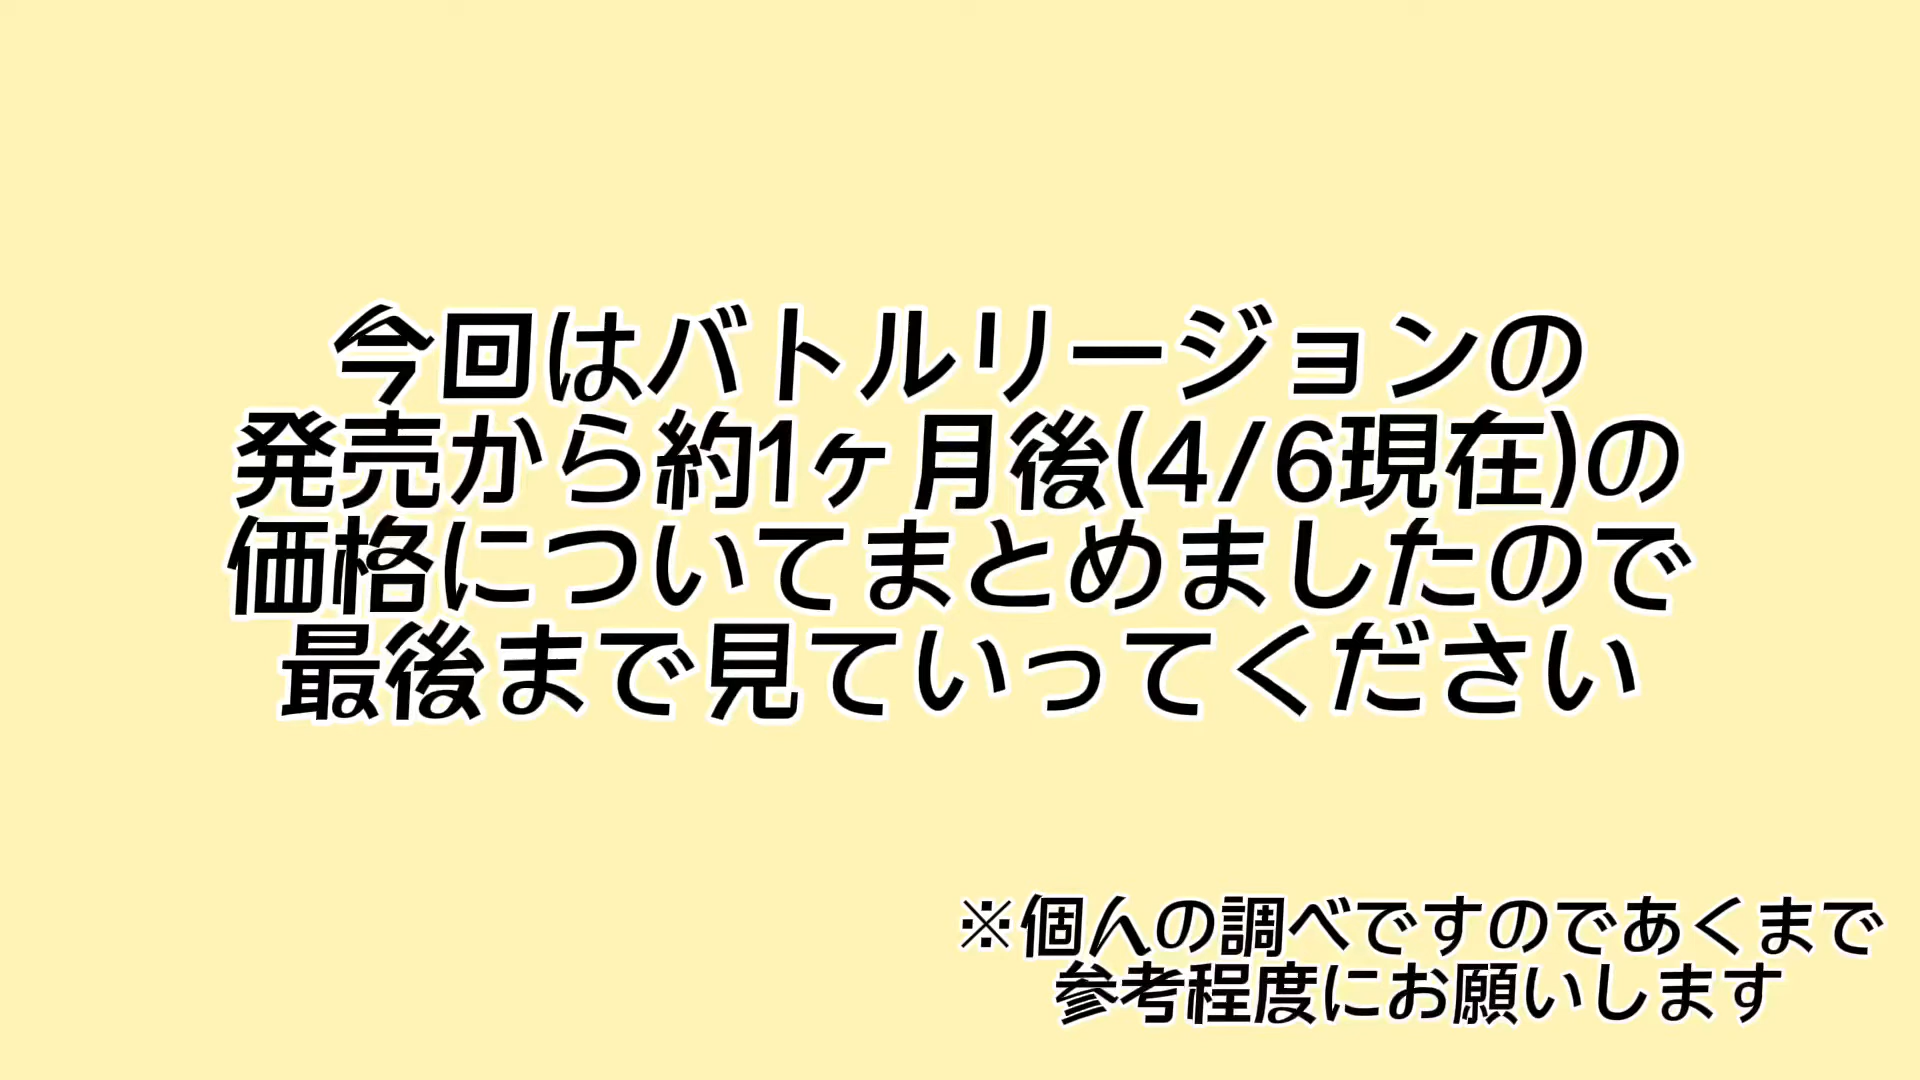 今回はバトルリージョンの
発売から約1ヶ月後(4/6現在)の
価格についてまとめましたので
最後まで見ていってください
※個人の調べですのであくまで
参考程度にお願いします